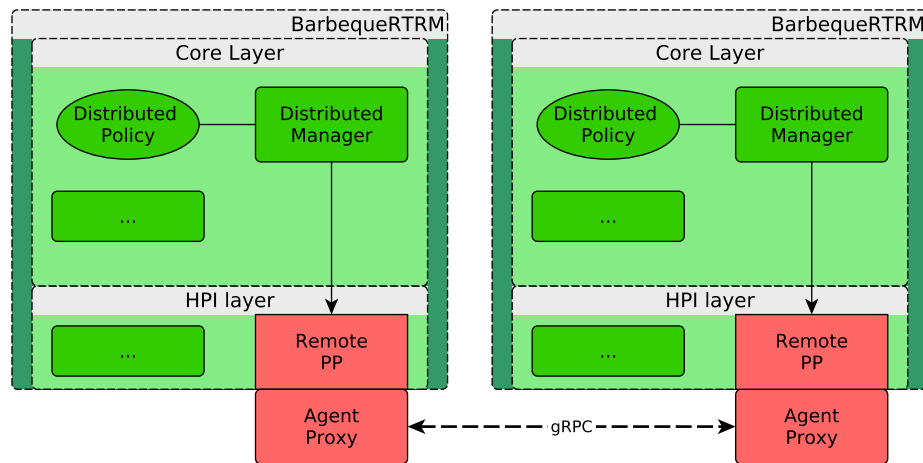 BarbequeRTRM
Core Layer
Distributed
Policy
Distributed
Manager
...
HPI layer
...
Remote
PP
Agent
Proxy
gRPC
BarbequeRTRM
Core Layer
Distributed
Policy
Distributed
Manager
...
HPI layer
...
Remote
PP
Agent
Proxy